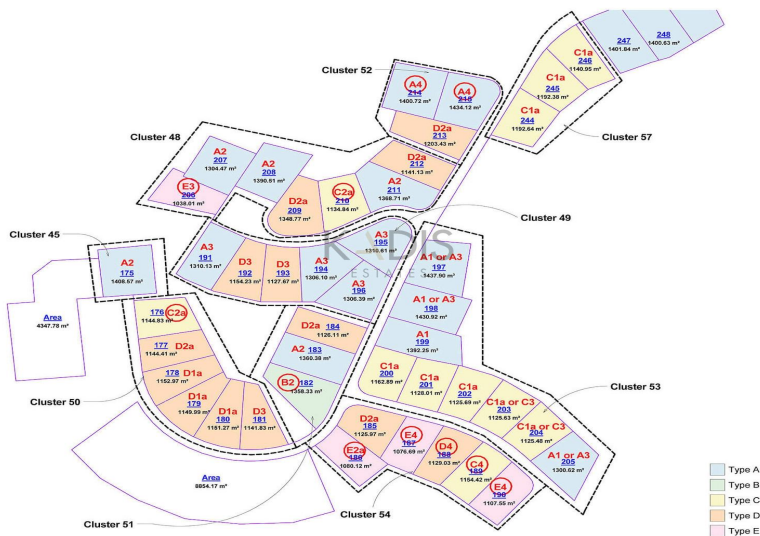 247
1401.84 m²
248
1400.63 m²
C1a
246
1140.95 m²
C1a
245
1192.38 m²
C1a
244
1192.64 m²
Cluster 57
Cluster 52
A4
214
1400.72 m²
A4
215
1434.12 m²
D2a
213
1203.43 m²
D2a
212
1141.13 m²
A2
211
1368.71 m²
C2a
210
1134.84 m²
D2a
209
1348.77 m²
Cluster 48
A2
207
1304.47 m²
A2
208
1390.51 m²
E3
206
1038.01 m²
Cluster 49
A3
195
1310.61 m²
A3
191
1310.13 m²
D3
192
1154.23 m²
D3
193
1127.67 m²
A3
194
1306.10 m²
A3
196
1306.39 m²
KADIS
ESTATES
Cluster 45
A2
175
1408.57 m²
Area
4347.78 m²
176
C2a
1144.83 m²
177
D2a
1144.41 m²
178
D1a
1152.97 m²
D1a
179
1149.99 m²
D1a
180
1181.27 m²
D3
181
1141.83 m²
Cluster 50
D2a
184
1126.11 m²
A2
183
1360.38 m²
B2
182
1358.33 m²
Cluster 51
Area
8854.17 m²
A1 or A3
197
1437.90 m²
A1 or A3
198
1430.92 m²
A1
199
1392.25 m²
C1a
200
1162.89 m²
C1a
201
1128.01 m²
C1a
202
1125.69 m²
C1a or C3
203
1125.53 m²
C1a or C3
204
1125.48 m²
A1 or A3
205
1300.62 m²
Cluster 53
D2a
185
1125.97 m²
E2a
186
1080.12 m²
E4
187
1076.69 m²
D4
188
1129.03 m²
C4
189
1154.42 m²
E4
190
1107.55 m²
Cluster 54
Type A
Type B
Type C
Type D
Type E